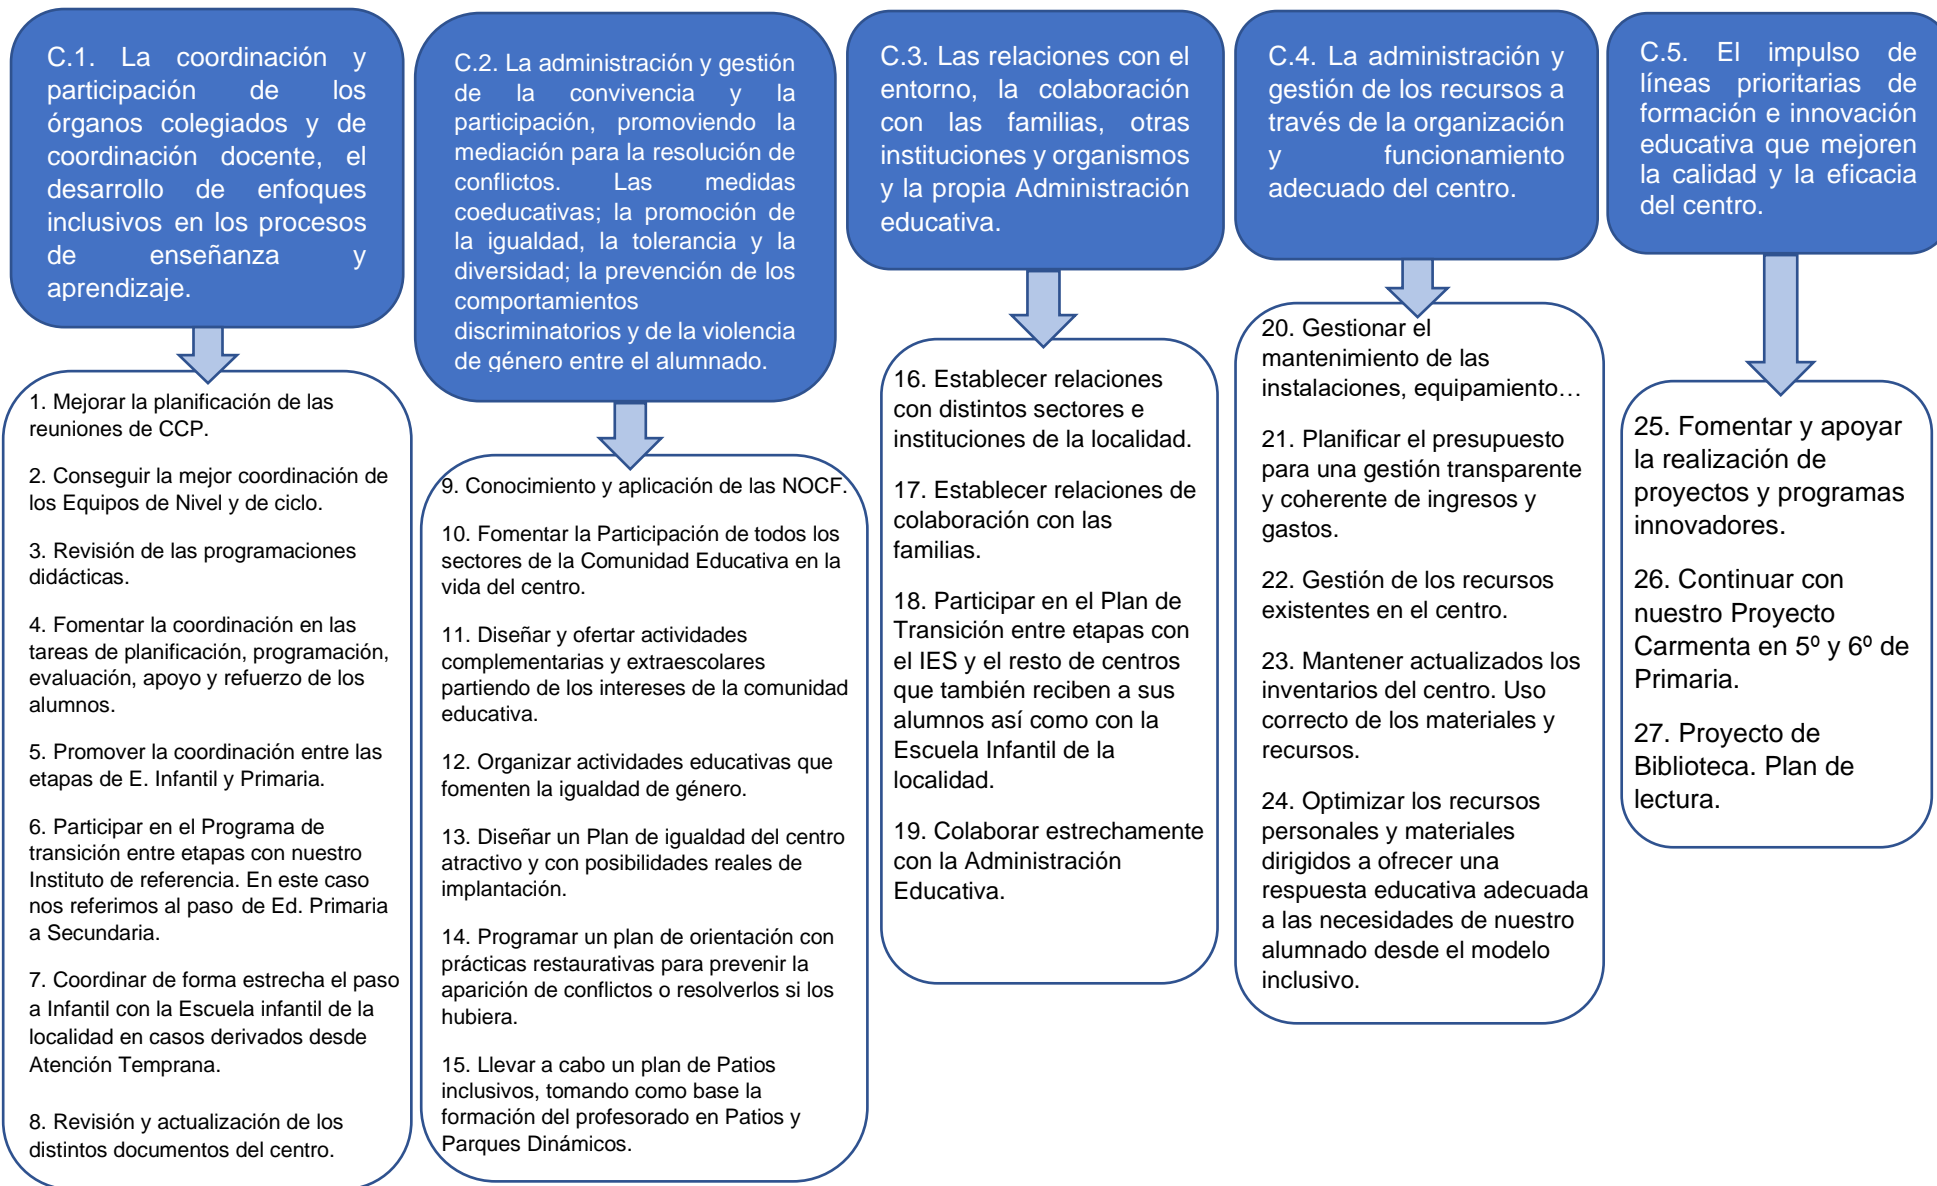 C.1. La coordinación y
participación de los
órganos colegiados y de
coordinación docente, el
desarrollo de enfoques
inclusivos en los procesos
de enseñanza y
aprendizaje.
1. Mejorar la planificación de las
reuniones de CCP.
2. Conseguir la mejor coordinación de
los Equipos de Nivel y de ciclo.
3. Revisión de las programaciones
didácticas.
4. Fomentar la coordinación en las
tareas de planificación, programación,
evaluación, apoyo y refuerzo de los
alumnos.
5. Promover la coordinación entre las
etapas de E. Infantil y Primaria.
6. Participar en el Programa de
transición entre etapas con nuestro
Instituto de referencia. En este caso
nos referimos al paso de Ed. Primaria
a Secundaria.
7. Coordinar de forma estrecha el paso
a Infantil con la Escuela infantil de la
localidad en casos derivados desde
Atención Temprana.
8. Revisión y actualización de los
distintos documentos del centro.
C.2. La administración y gestión
de la convivencia y la
participación, promoviendo la
mediación para la resolución de
conflictos. Las medidas
coeducativas; la promoción de
la igualdad, la tolerancia y la
diversidad; la prevención de los
comportamientos
discriminatorios y de la violencia
de género entre el alumnado.
9. Conocimiento y aplicación de las NOCF.
10. Fomentar la Participación de todos los
sectores de la Comunidad Educativa en la
vida del centro.
11. Diseñar y ofertar actividades
complementarias y extraescolares
partiendo de los intereses de la comunidad
educativa.
12. Organizar actividades educativas que
fomenten la igualdad de género.
13. Diseñar un Plan de igualdad del centro
atractivo y con posibilidades reales de
implantación.
14. Programar un plan de orientación con
prácticas restaurativas para prevenir la
aparición de conflictos o resolverlos si los
hubiera.
15. Llevar a cabo un plan de Patios
inclusivos, tomando como base la
formación del profesorado en Patios y
Parques Dinámicos.
C.3. Las relaciones con el
entorno, la colaboración
con las familias, otras
instituciones y organismos
y la propia Administración
educativa.
16. Establecer relaciones
con distintos sectores e
instituciones de la localidad.
17. Establecer relaciones de
colaboración con las
familias.
18. Participar en el Plan de
Transición entre etapas con
el IES y el resto de centros
que también reciben a sus
alumnos así como con la
Escuela Infantil de la
localidad.
19. Colaborar estrechamente
con la Administración
Educativa.
C.4. La administración y
gestión de los recursos a
través de la organización
y funcionamiento
adecuado del centro.
20. Gestionar el
mantenimiento de las
instalaciones, equipamiento…
21. Planificar el presupuesto
para una gestión transparente
y coherente de ingresos y
gastos.
22. Gestión de los recursos
existentes en el centro.
23. Mantener actualizados los
inventarios del centro. Uso
correcto de los materiales y
recursos.
24. Optimizar los recursos
personales y materiales
dirigidos a ofrecer una
respuesta educativa adecuada
a las necesidades de nuestro
alumnado desde el modelo
inclusivo.
C.5. El impulso de
líneas prioritarias de
formación e innovación
educativa que mejoren
la calidad y la eficacia
del centro.
25. Fomentar y apoyar
la realización de
proyectos y programas
innovadores.
26. Continuar con
nuestro Proyecto
Carmenta en 5º y 6º de
Primaria.
27. Proyecto de
Biblioteca. Plan de
lectura.